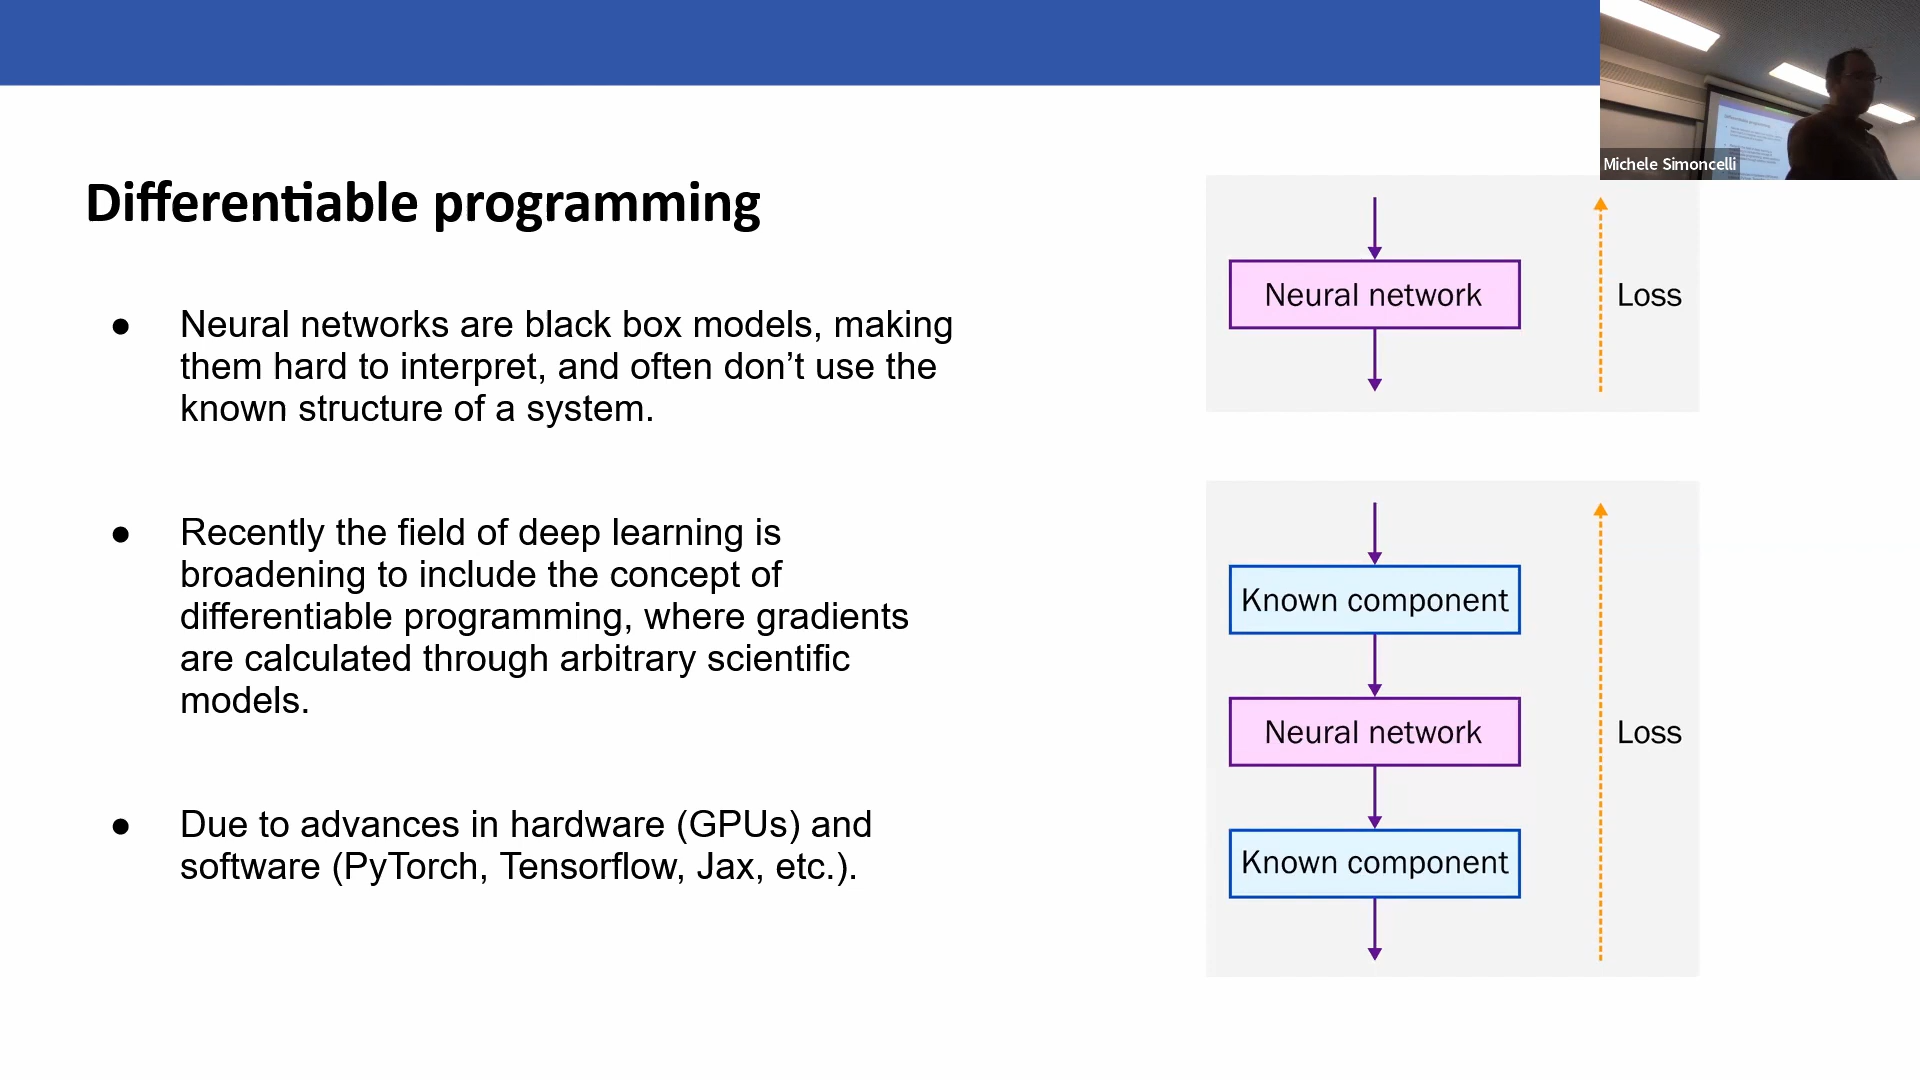 Michele Simoncelli
Differentiable programming
● Neural networks are black box models, making
them hard to interpret, and often don’t use the
known structure of a system.
● Recently the field of deep learning is
broadening to include the concept of
differentiable programming, where gradients
are calculated through arbitrary scientific
models.
● Due to advances in hardware (GPUs) and
software (PyTorch, Tensorflow, Jax, etc.).
Neural network
Loss
Known component
Neural network
Loss
Known component